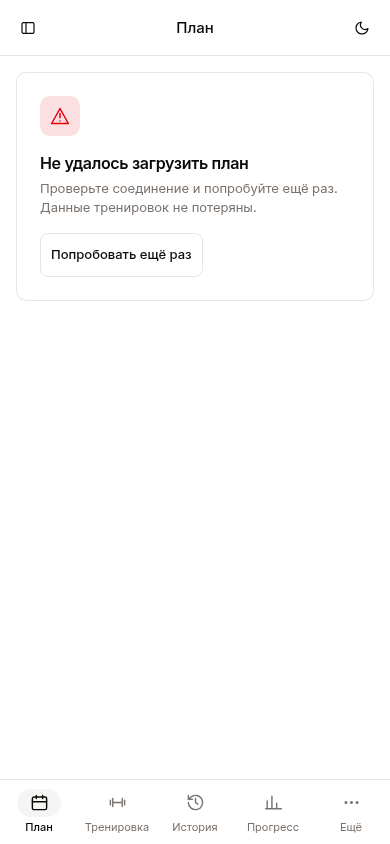 План
Не удалось загрузить план
Проверьте соединение и попробуйте ещё раз.
Данные тренировок не потеряны.
Попробовать ещё раз
План
Тренировка
История
Прогресс
Ещё